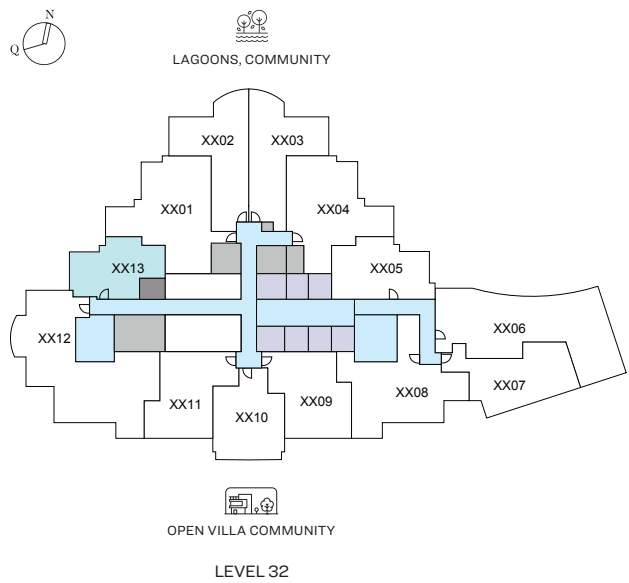 N
Q
LAGOONS, COMMUNITY
XX02
XX03
XX01
XX04
XX13
XX05
XX12
XX06
XX07
XX08
XX11
XX09
XX10
OPEN VILLA COMMUNITY
LEVEL 32